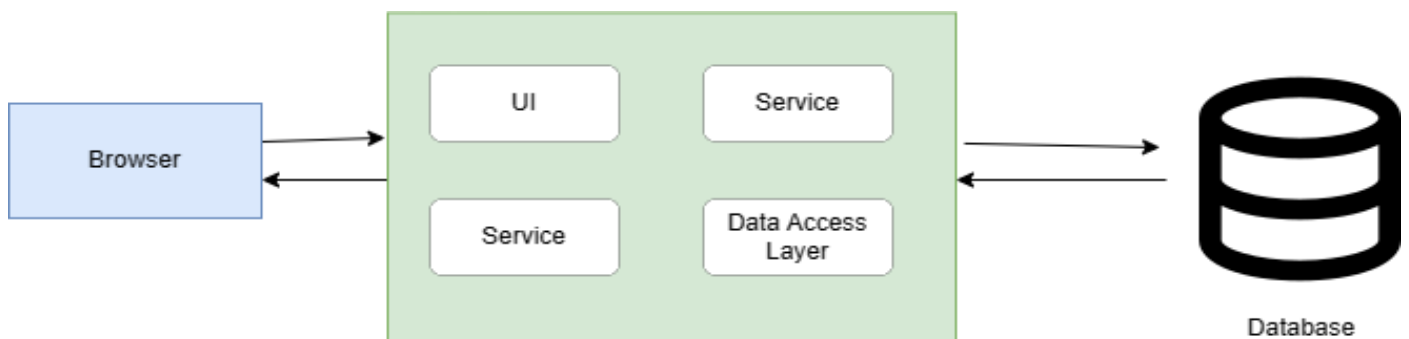 UI
Service
Browser
Service
Data Access
Layer
Database